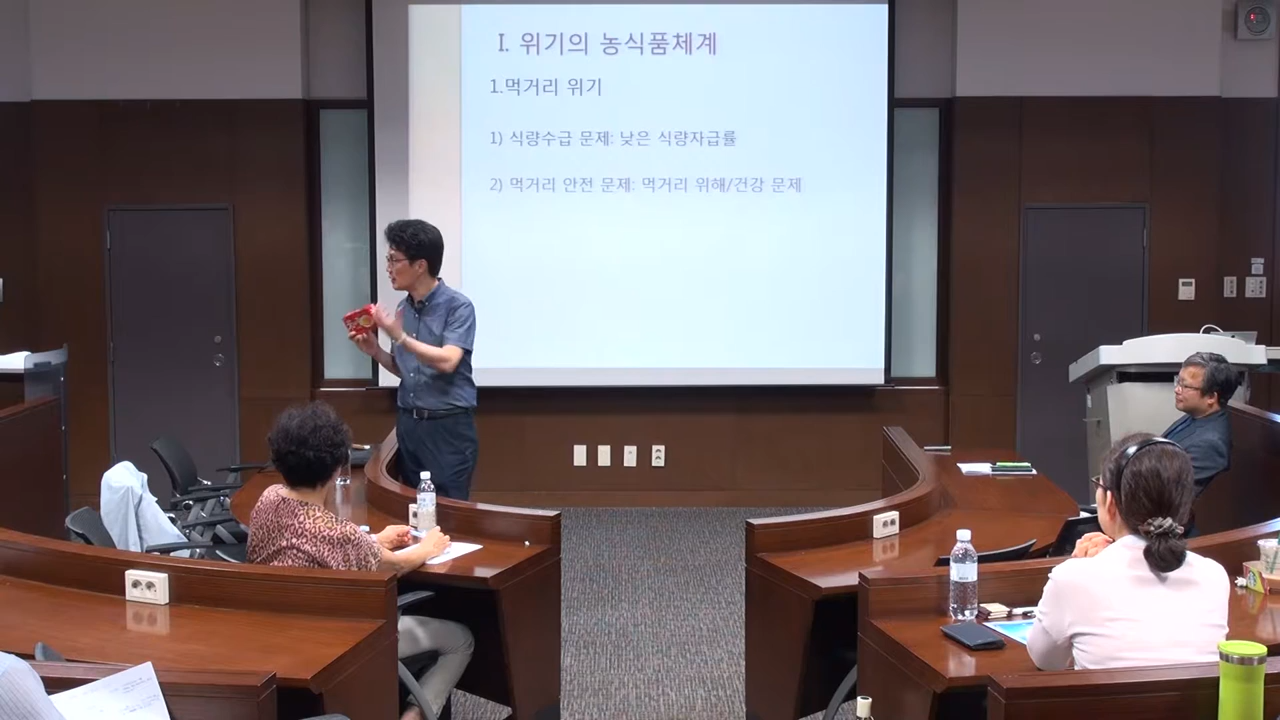 I. 위기의 농식품체계
1.먹거리 위기
1) 식량수급 문제: 낮은 식량자급률
2) 먹거리 안전 문제: 먹거리 위해/건강 문제